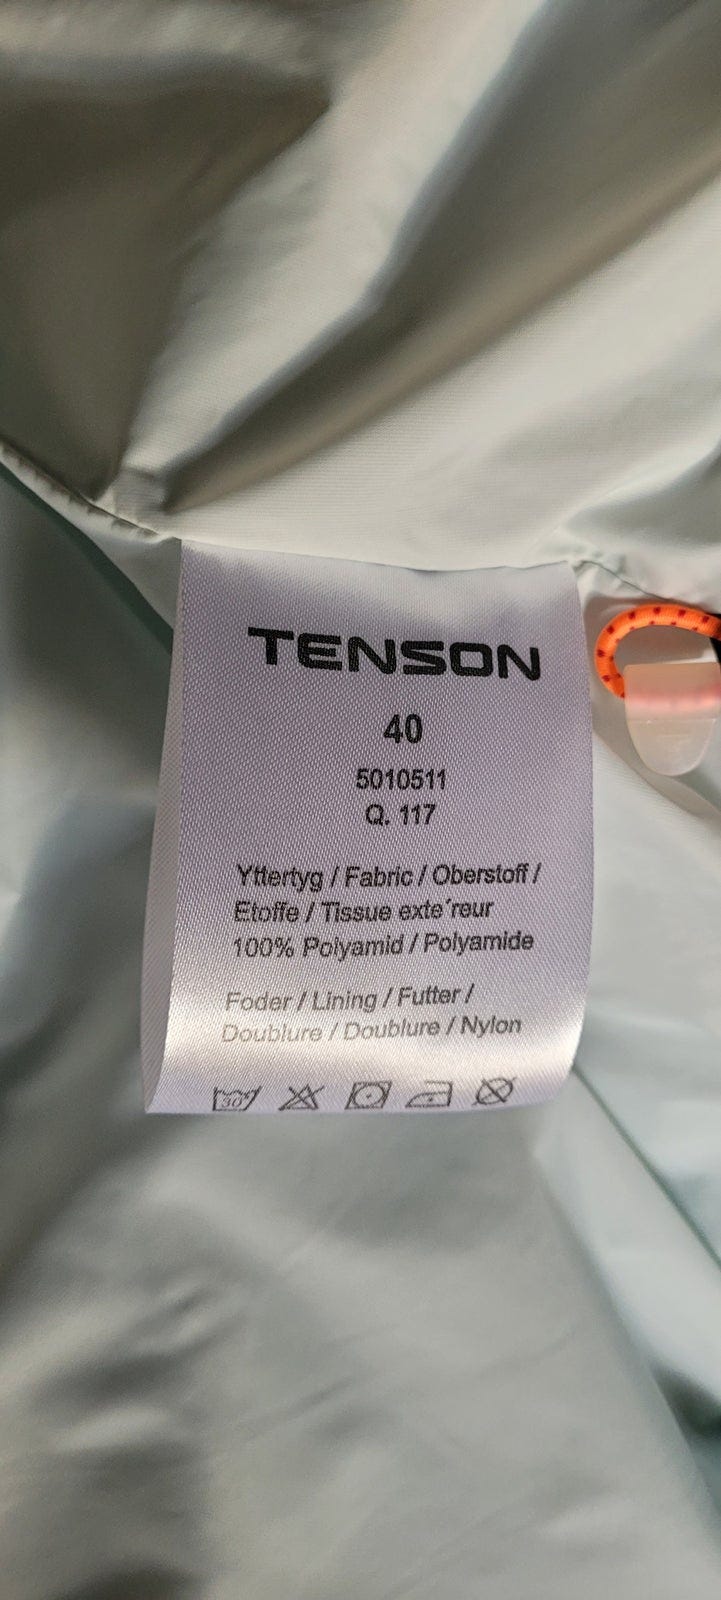 TENSON
40
5010511
Q. 117
Yttertyg / Fabric / Oberstoff /
Etoffe / Tissue exte´reur
100% Polyamid / Polyamide
Foder / Lining / Futter /
Doublure / Doublure / Nylon
30°